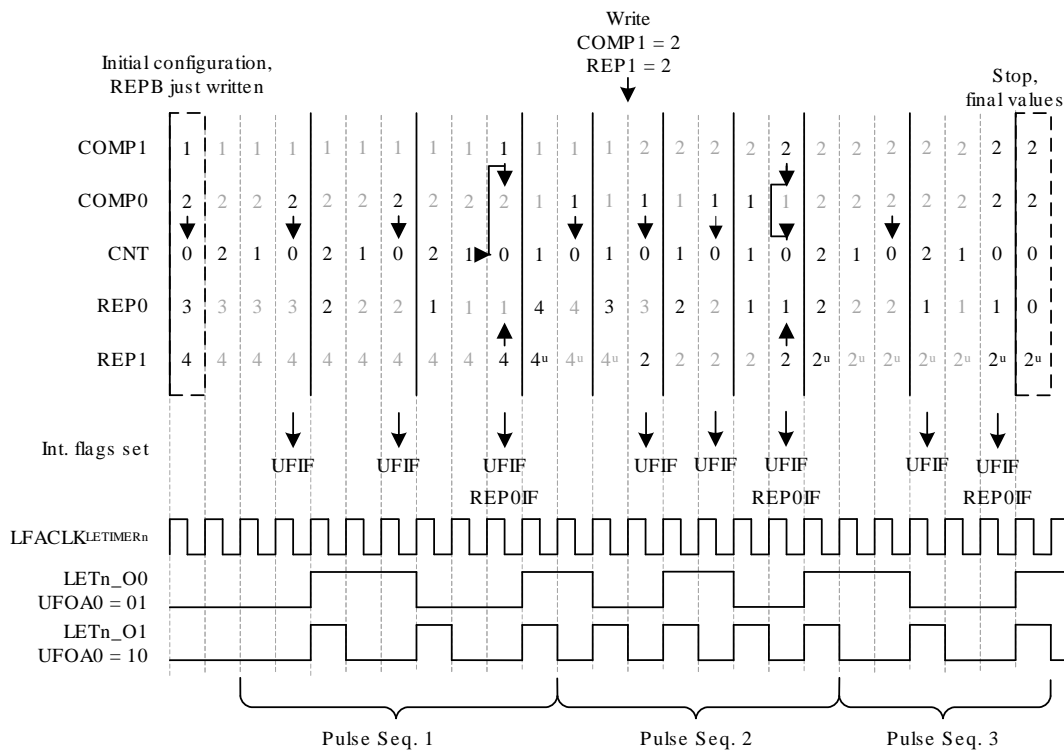 Write
COMP1 = 2
REP1 = 2
Initial configuration,
REPB just written
Stop,
final values
COMP1 1 1 1 1 1 1 1 1 1 1 1 1 1 2 2 2 2 2 2 2 2 2 2 2 2
COMP0 2 2 2 2 2 2 2 2 2 2 1 1 1 1 1 1 1 1 2 2 2 2 2 2 2
CNT 0 2 1 0 2 1 0 2 1 0 1 0 1 0 1 0 1 0 2 1 0 2 1 0 0
REP0 3 3 3 3 2 2 2 1 1 1 4 4 3 3 2 2 1 1 2 2 2 1 1 1 0
REP1 4 4 4 4 4 4 4 4 4 4 4u 4u 4u 2 2 2 2 2 2u 2u 2u 2u 2u 2u 2u
Int. flags set
UFIF UFIF UFIF UFIF UFIF UFIF UFIF UFIF
REP0IF REP0IF REP0IF
LFACLKLETIMERn
LETn_O0
UFOA0 = 01
LETn_O1
UFOA0 = 10
Pulse Seq. 1 Pulse Seq. 2 Pulse Seq. 3